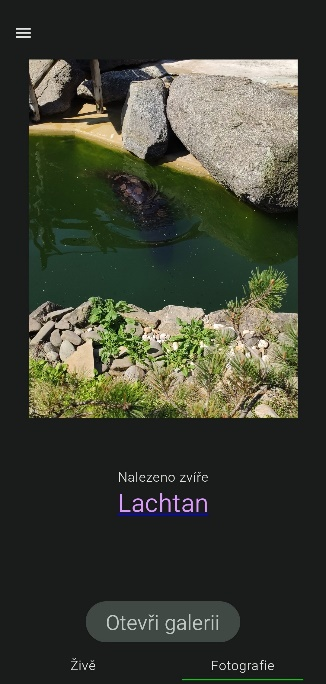 Nalezeno zvíře
Lachtan
Otevři galerii
Živě
Fotografie